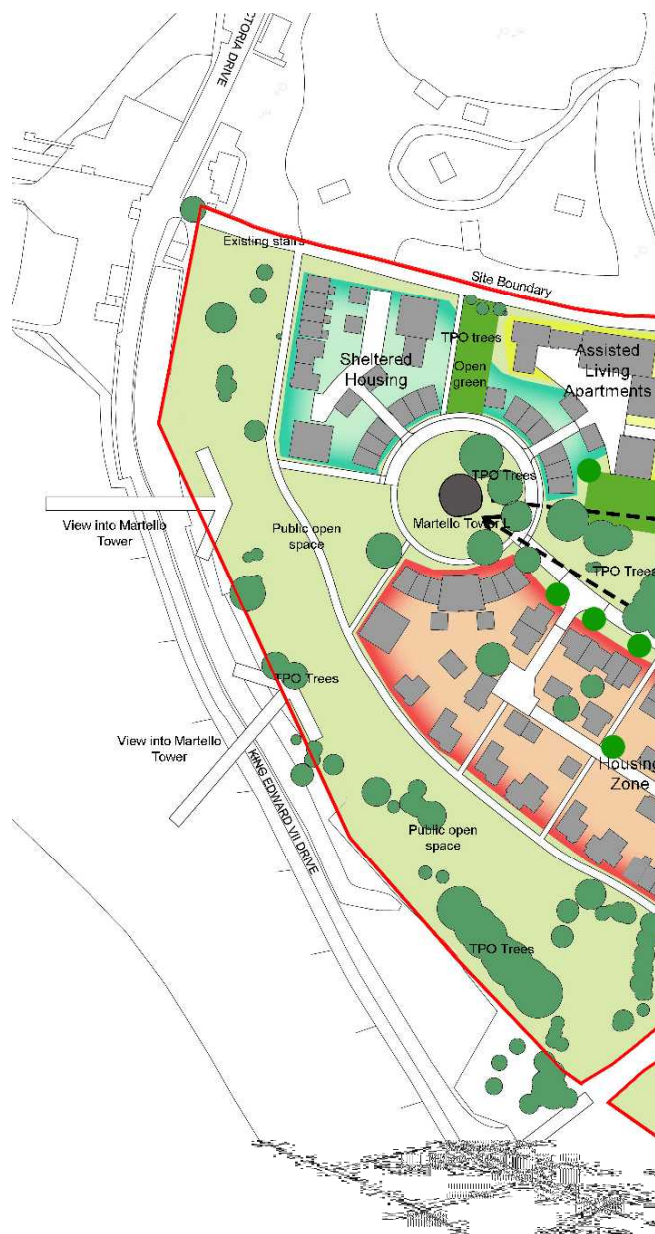 CTORIA DRIVE
Existing stairs
Site Boundary
TPO trees
Open
green
Sheltered
Housing
Assisted
Living
Apartments
TPO Trees
View into Martello
Tower
Public open
space
Martello Tower L
TPO Trees
TPO Trees
View into Martello
Tower
KING EDWARD VII DRIVE
Housing
Zone
Public open
space
TPO Trees